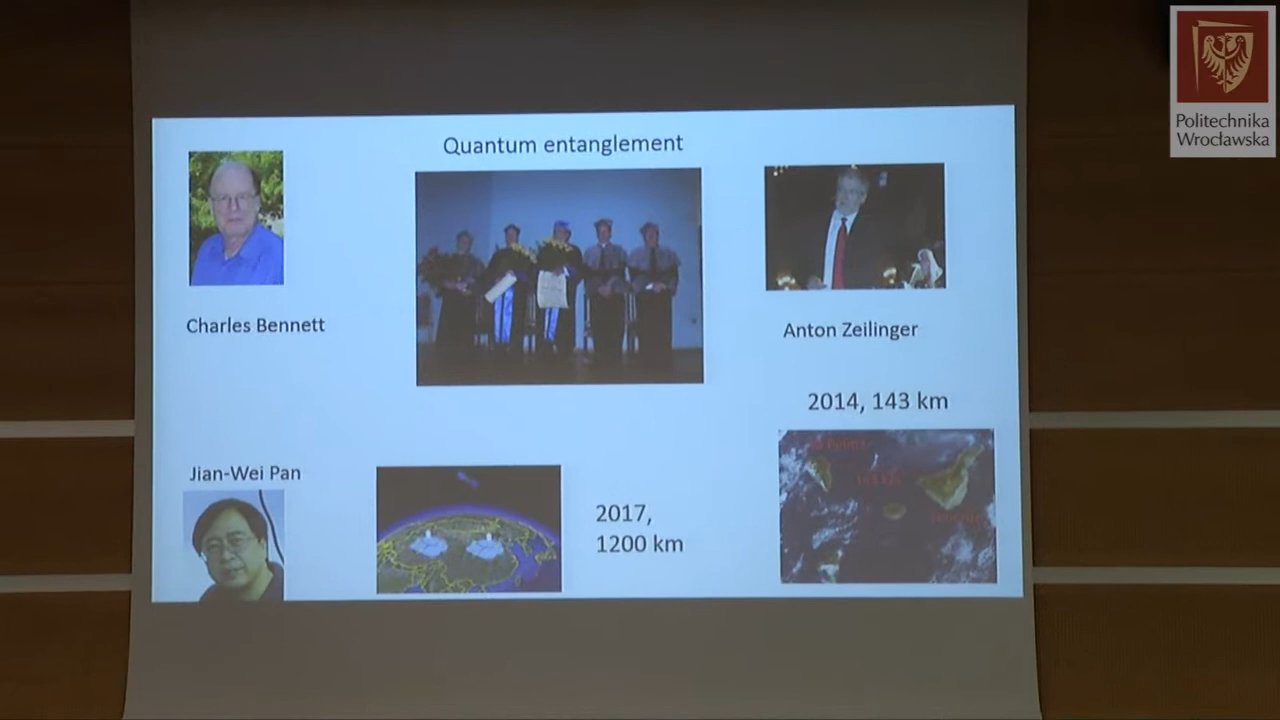 Politechnika
Wrocławska
Quantum entanglement
Charles Bennett
Anton Zeilinger
2014, 143 km
Jian-Wei Pan
2017,
1200 km